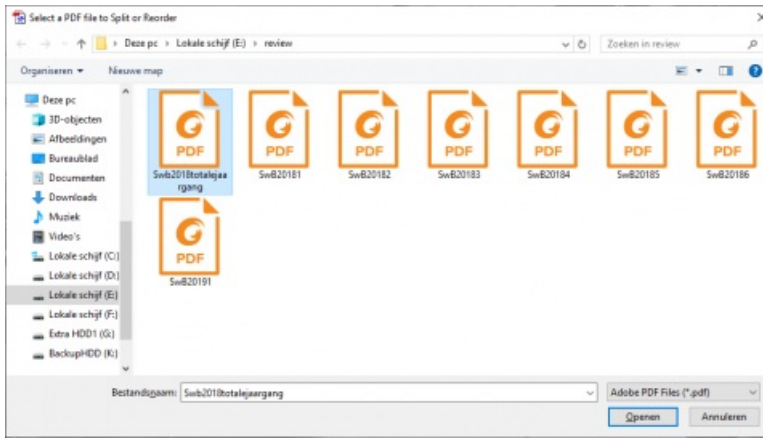 Select a PDF file to Split or Reorder
Deze pc > Lokale schijf (E:) > review
Zoeken in review
Organiseren
Nieuwe map
Deze pc
3D-objecten
Afbeeldingen
Bureaublad
Documenten
Downloads
Muziek
Video's
Lokale schijf (C:)
Lokale schijf (D:)
Lokale schijf (E:)
Lokale schijf (F:)
Extra HDD1 (G:)
BackupHDD (K:)
PDF
Swb2018totalejaa
rgang
PDF
SwB20181
PDF
SwB20182
PDF
SwB20183
PDF
SwB20184
PDF
SwB20185
PDF
SwB20186
PDF
SwB20191
Bestandsnaam: Swb2018totalejaargang
Adobe PDF Files (*.pdf)
Openen
Annuleren